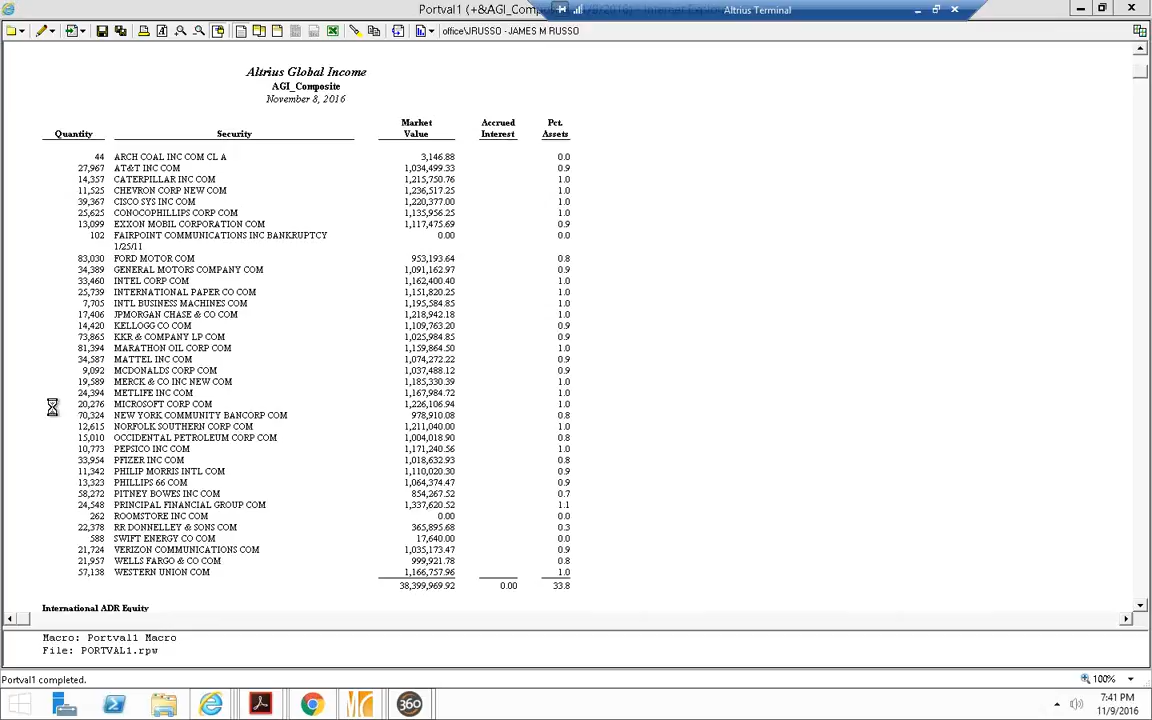 Portval1 (+&AGI_Comp
Altrius Terminal
office\JRUSSO - JAMES M RUSSO
Altrius Global Income
AGI_Composite
November 8, 2016
Quantity Security Market Value Accrued Interest Pct. Assets
44 ARCH COAL INC COM CL A 3,146.88 0.0
27,967 AT&T INC COM 1,034,499.33 0.9
14,357 CATERPILLAR INC COM 1,215,750.76 1.0
11,525 CHEVRON CORP NEW COM 1,236,517.25 1.0
39,367 CISCO SYS INC COM 1,220,377.00 1.0
25,625 CONOCOPHILLIPS CORP COM 1,135,956.25 1.0
13,099 EXXON MOBIL CORPORATION COM 1,117,475.69 0.9
102 FAIRPOINT COMMUNICATIONS INC BANKRUPTCY 0.00 0.0
1/25/11
83,030 FORD MOTOR COM 953,193.64 0.8
34,389 GENERAL MOTORS COMPANY COM 1,091,162.97 0.9
33,460 INTEL CORP COM 1,162,400.40 1.0
25,739 INTERNATIONAL PAPER CO COM 1,151,820.25 1.0
7,705 INTL BUSINESS MACHINES COM 1,195,584.85 1.0
17,406 JPMORGAN CHASE & CO COM 1,218,942.18 1.0
14,420 KELLOGG CO COM 1,109,763.20 0.9
73,865 KKR & COMPANY LP COM 1,025,984.85 0.9
81,394 MARATHON OIL CORP COM 1,159,864.50 1.0
34,587 MATTEL INC COM 1,074,272.22 0.9
9,092 MCDONALDS CORP COM 1,037,488.12 0.9
19,589 MERCK & CO INC NEW COM 1,185,330.39 1.0
24,394 METLIFE INC COM 1,167,984.72 1.0
20,276 MICROSOFT CORP COM 1,226,106.94 1.0
70,324 NEW YORK COMMUNITY BANCORP COM 978,910.08 0.8
12,615 NORFOLK SOUTHERN CORP COM 1,211,040.00 1.0
15,010 OCCIDENTAL PETROLEUM CORP COM 1,004,018.90 0.8
10,773 PEPSICO INC COM 1,171,240.56 1.0
33,954 PFIZER INC COM 1,018,632.93 0.8
11,342 PHILIP MORRIS INTL COM 1,110,020.30 0.9
13,323 PHILLIPS 66 COM 1,064,374.47 0.9
58,272 PITNEY BOWES INC COM 854,267.52 0.7
24,548 PRINCIPAL FINANCIAL GROUP COM 1,337,620.52 1.1
262 ROOMSTORE INC COM 0.00 0.0
22,378 RR DONNELLEY & SONS COM 365,895.68 0.3
588 SWIFT ENERGY CO COM 17,640.00 0.0
21,724 VERIZON COMMUNICATIONS COM 1,035,173.47 0.9
21,957 WELLS FARGO & CO COM 999,921.78 0.8
57,138 WESTERN UNION COM 1,166,757.96 1.0
38,399,969.92 0.00 33.8
International ADR Equity
Macro: Portval1 Macro
File: PORTVAL1.rpw
Portval1 completed.
100%
360
7:41 PM
11/9/2016